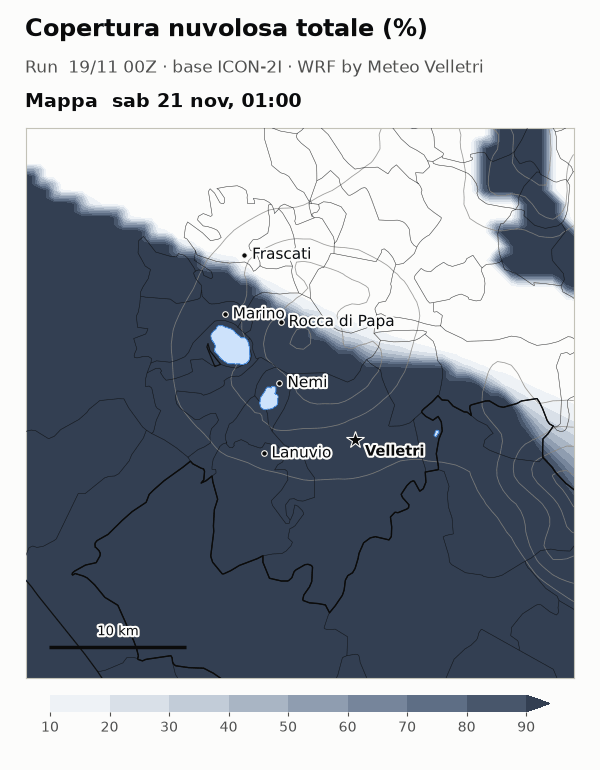 Copertura nuvolosa totale (%)
Run  19/11 00Z · base ICON-2I · WRF by Meteo Velletri
Mappa  sab 21 nov, 01:00
Frascati
Marino
Rocca di Papa
Nemi
Velletri
Lanuvio
10 km
10 20 30 40 50 60 70 80 90